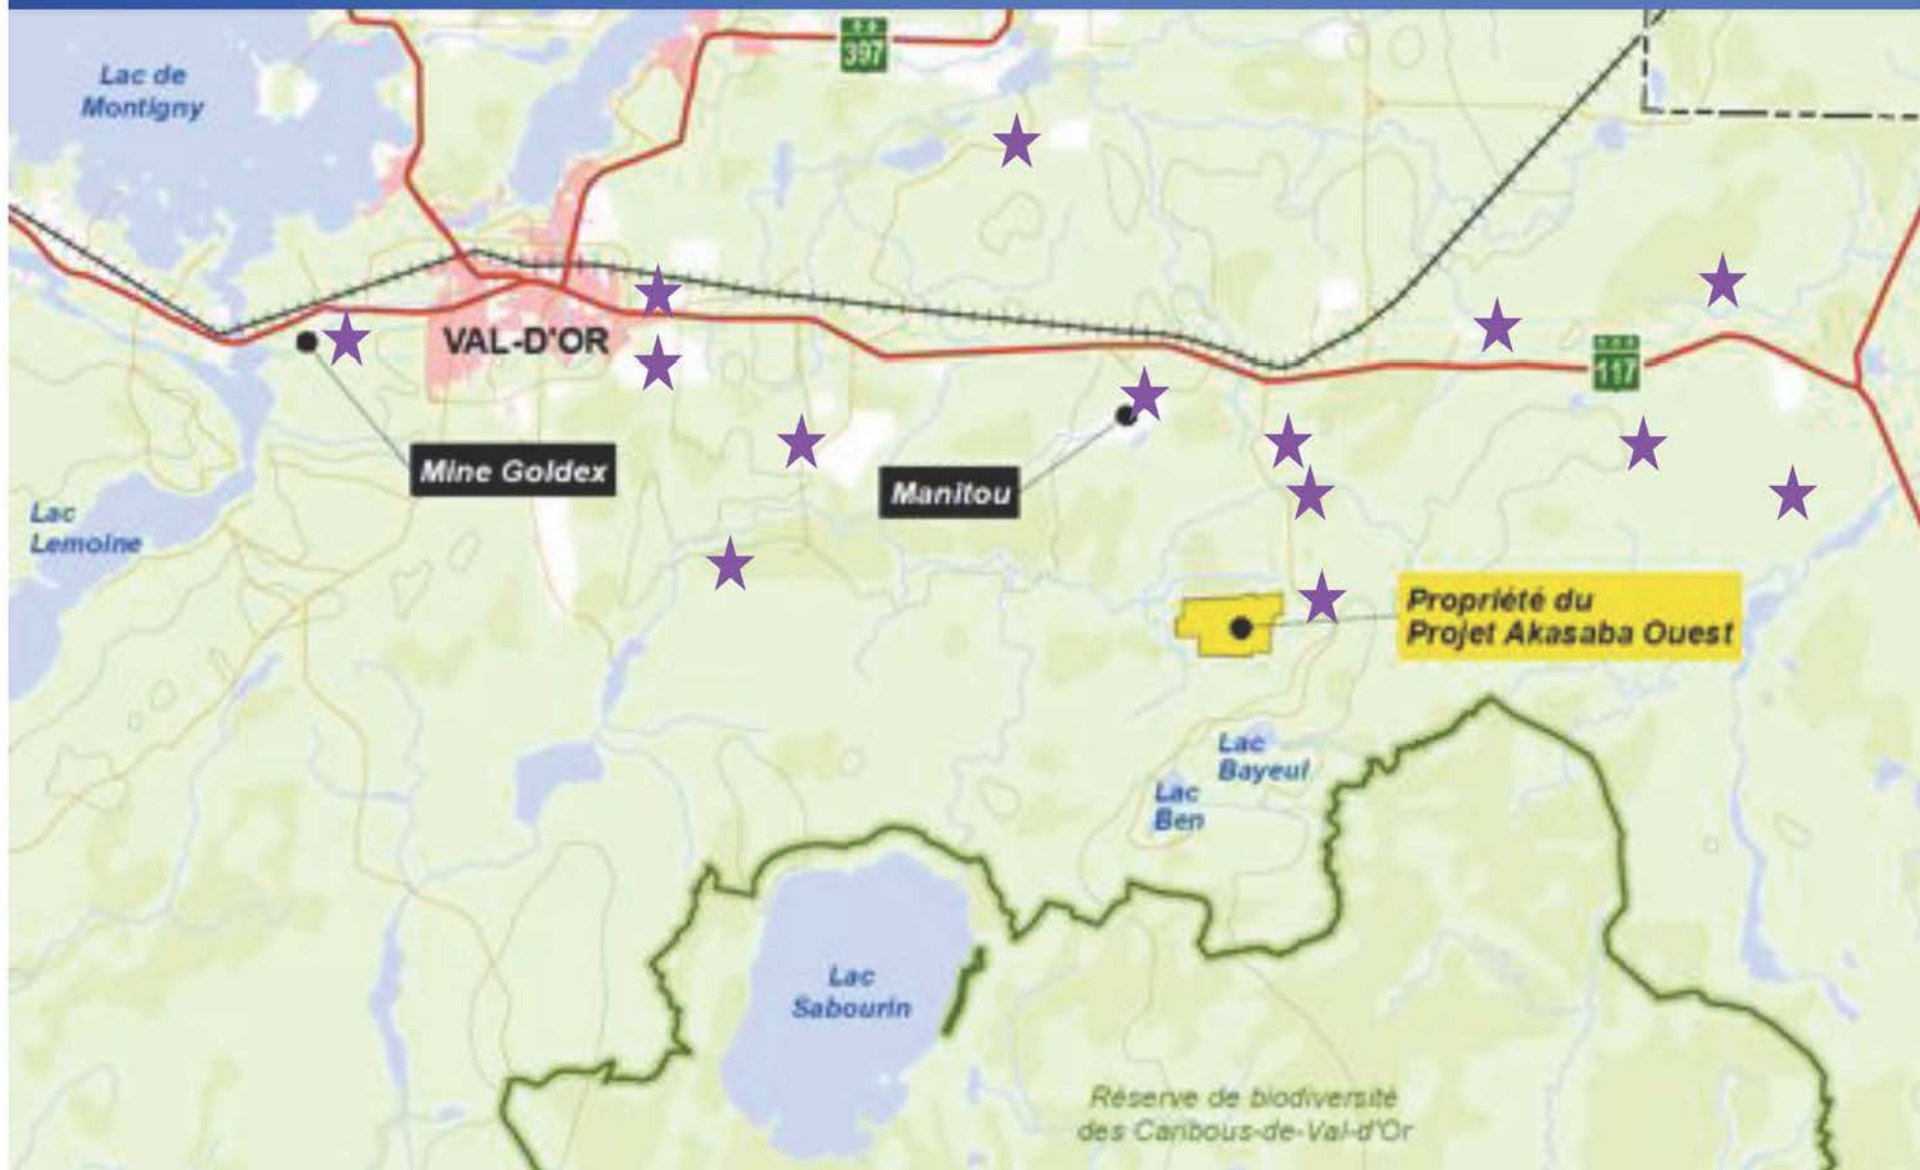 397
Lac de
Montigny
VAL-D'OR
117
Mine Goldex
Manitou
Lac
Lemoine
Propriété du
Projet Akasaba Ouest
Lac
Bayeul
Lac
Ben
Lac
Sabourin
Réserve de biodiversité
des Caribous-de-Val-d'Or